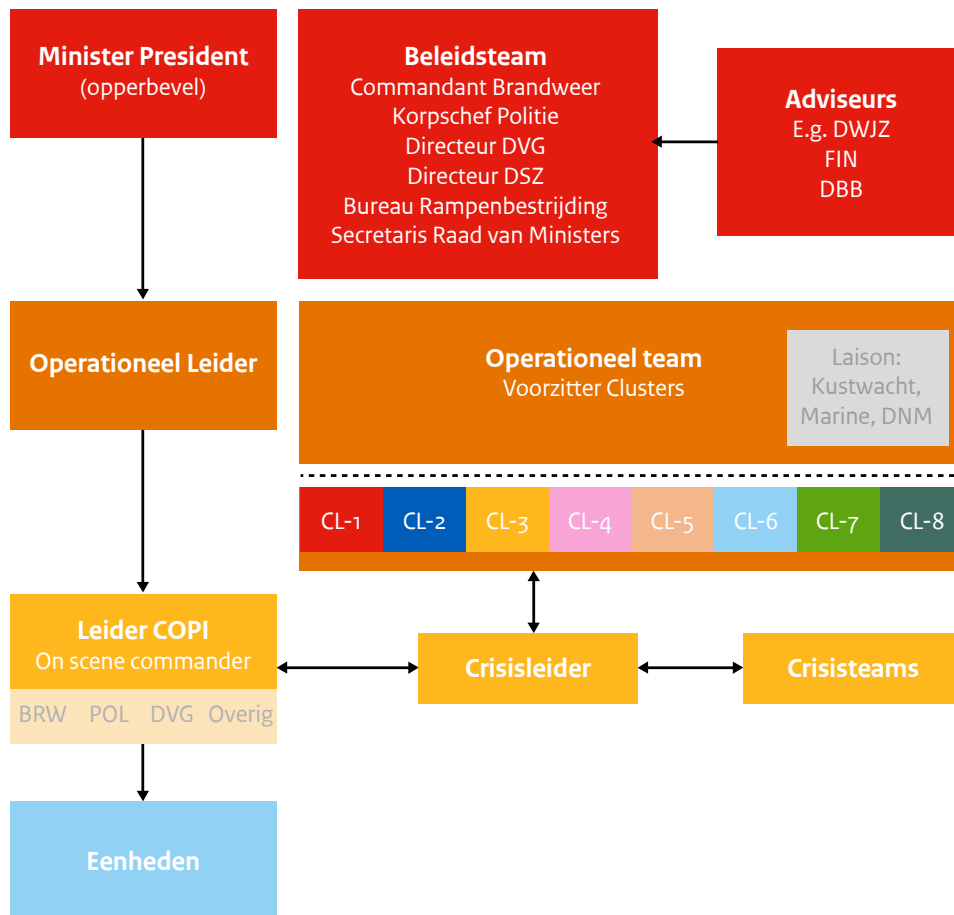 Minister President
(opperbevel)
Beleidsteam
Commandant Brandweer
Korpschef Politie
Directeur DVG
Directeur DSZ
Bureau Rampenbestrijding
Secretaris Raad van Ministers
Adviseurs
E.g. DWJZ
FIN
DBB
Operationeel Leider
Operationeel team
Voorzitter Clusters
Laison:
Kustwacht,
Marine, DNM
CL-1 CL-2 CL-3 CL-4 CL-5 CL-6 CL-7 CL-8
Leider COPI
On scene commander
BRW POL DVG Overig
Crisisleider
Crisisteams
Eenheden